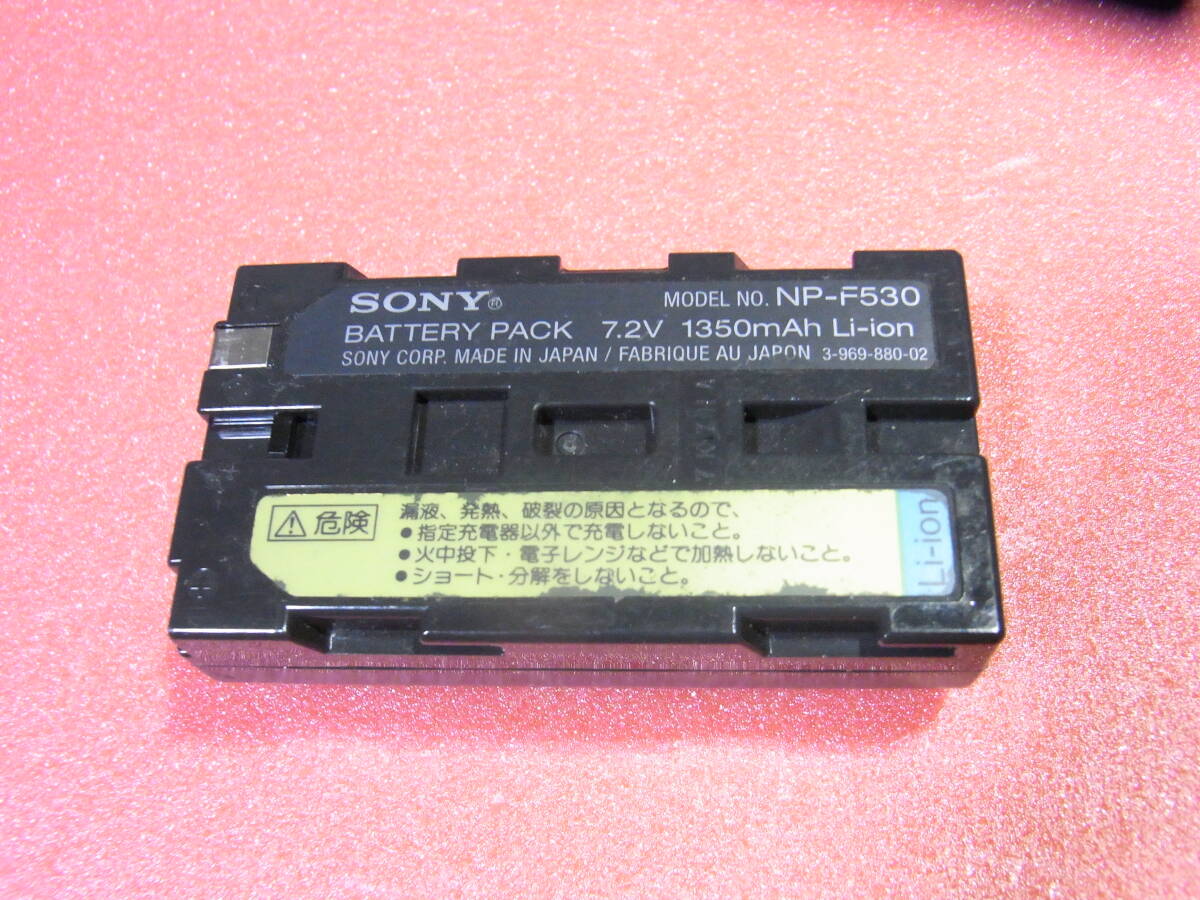 SONY®
MODEL NO. NP-F530
BATTERY PACK 7.2V 1350mAh Li-ion
SONY CORP. MADE IN JAPAN / FABRIQUE AU JAPON 3-969-880-02
⚠危険
漏液、発熱、破裂の原因となるので、
●指定充電器以外で充電しないこと。
●火中投下・電子レンジなどで加熱しないこと。
●ショート・分解をしないこと。
Li-ion